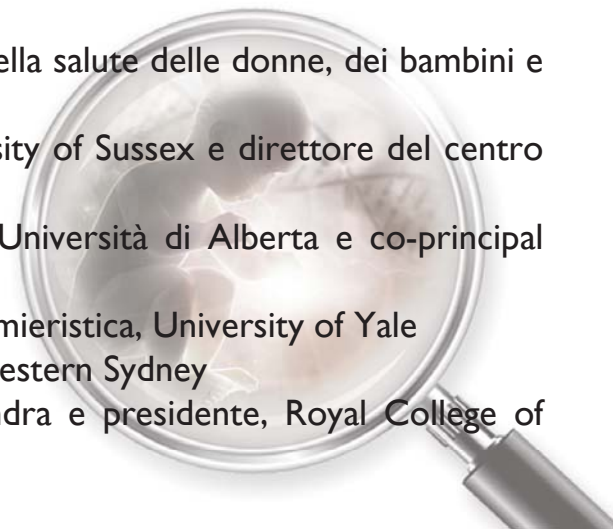 ella salute delle donne, dei bambini e
sity of Sussex e direttore del centro
Università di Alberta e co-principal
mieristica, University of Yale
estern Sydney
ndra e presidente, Royal College of